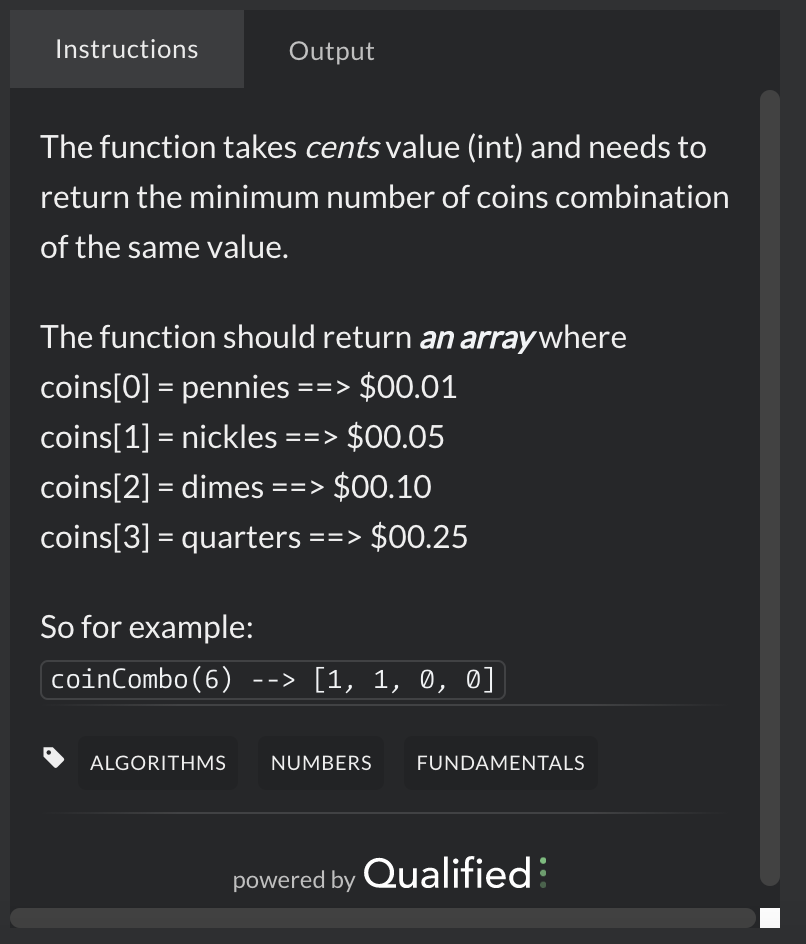 Instructions
Output
The function takes cents value (int) and needs to
return the minimum number of coins combination
of the same value.
The function should return an array where
coins[0] = pennies ==> $00.01
coins[1] = nickles ==> $00.05
coins[2] = dimes ==> $00.10
coins[3] = quarters ==> $00.25
So for example:
coinCombo(6) --> [1, 1, 0, 0]
ALGORITHMS NUMBERS FUNDAMENTALS
powered by Qualified